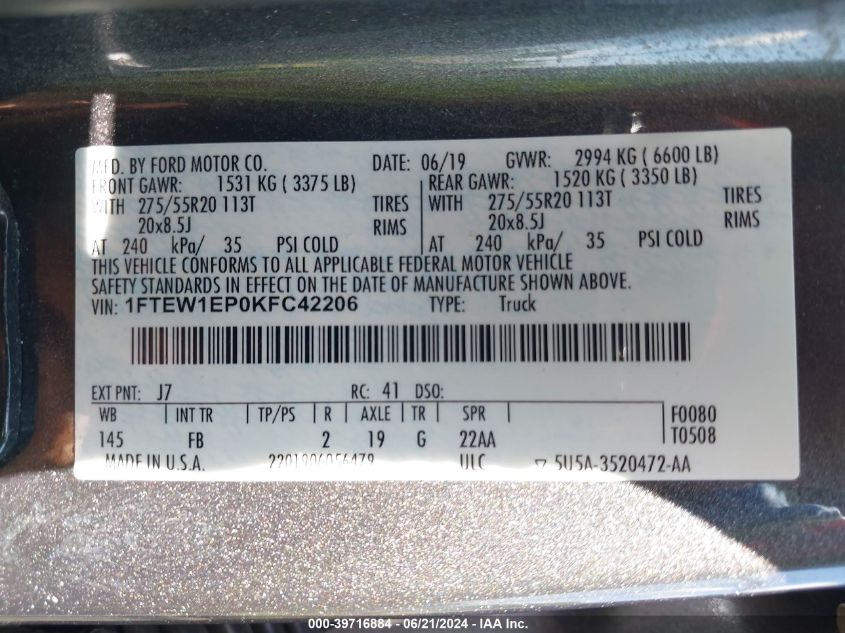 MFD. BY FORD MOTOR CO. DATE: 06/19 GVWR: 2994 KG ( 6600 LB)
FRONT GAWR: 1531 KG ( 3375 LB) REAR GAWR: 1520 KG ( 3350 LB)
WITH 275/55R20 113T TIRES WITH 275/55R20 113T TIRES
20x8.5J RIMS 20x8.5J RIMS
AT 240 kPa/ 35 PSI COLD AT 240 kPa/ 35 PSI COLD
THIS VEHICLE CONFORMS TO ALL APPLICABLE FEDERAL MOTOR VEHICLE
SAFETY STANDARDS IN EFFECT ON THE DATE OF MANUFACTURE SHOWN ABOVE.
VIN: 1FTEW1EP0KFC42206 TYPE: Truck
EXT PNT: J7 RC: 41 DSO:
WB INT TR TP/PS R AXLE TR SPR F0080
145 FB 2 19 G 22AA T0508
MADE IN U.S.A. ULC ▽ 5U5A-3520472-AA
000-39716884 - 06/21/2024 - IAA Inc.